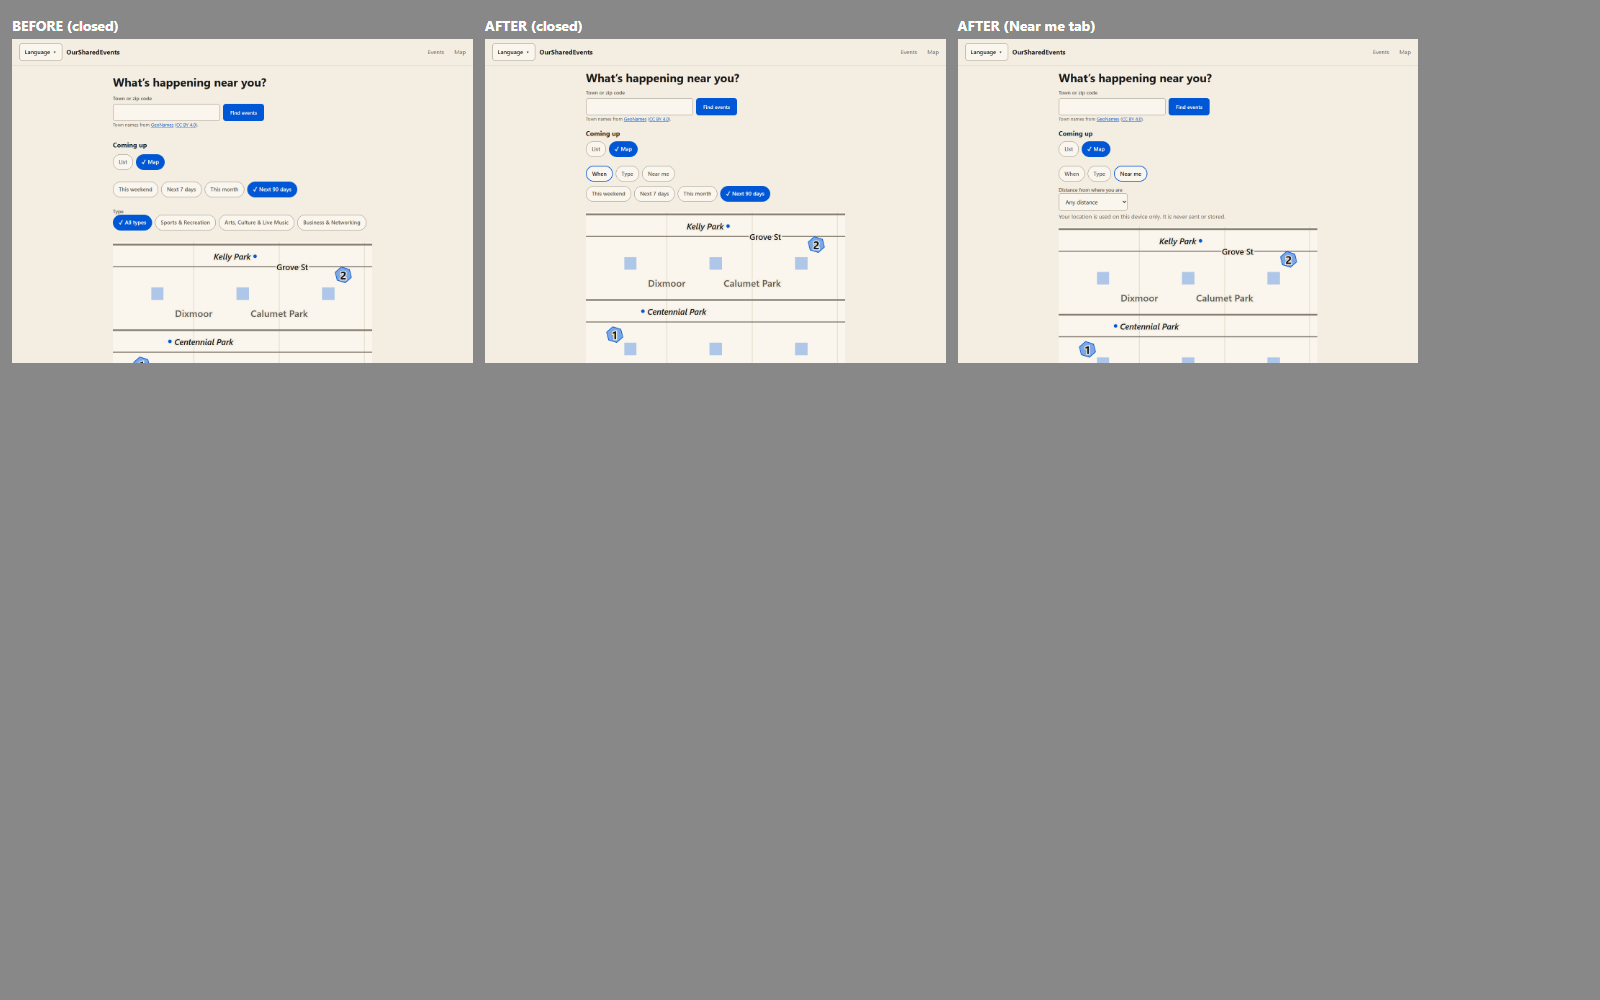 BEFORE (closed)
Language
OurSharedEvents
Events
Map
What's happening near you?
Town or zip code
Find events
Town names from GeoNames (CC BY 4.0).
Coming up
List
✓ Map
This weekend
Next 7 days
This month
✓ Next 90 days
Type
✓ All types
Sports & Recreation
Arts, Culture & Live Music
Business & Networking
Kelly Park
Grove St
2
Dixmoor
Calumet Park
Centennial Park
AFTER (closed)
Language
OurSharedEvents
Events
Map
What's happening near you?
Town or zip code
Find events
Town names from GeoNames (CC BY 4.0).
Coming up
List
✓ Map
When
Type
Near me
This weekend
Next 7 days
This month
✓ Next 90 days
Kelly Park
Grove St
2
Dixmoor
Calumet Park
Centennial Park
1
AFTER (Near me tab)
Language
OurSharedEvents
Events
Map
What's happening near you?
Town or zip code
Find events
Town names from GeoNames (CC BY 4.0).
Coming up
List
✓ Map
When
Type
Near me
Distance from where you are
Any distance
Your location is used on this device only. It is never sent or stored.
Kelly Park
Grove St
2
Dixmoor
Calumet Park
Centennial Park
1